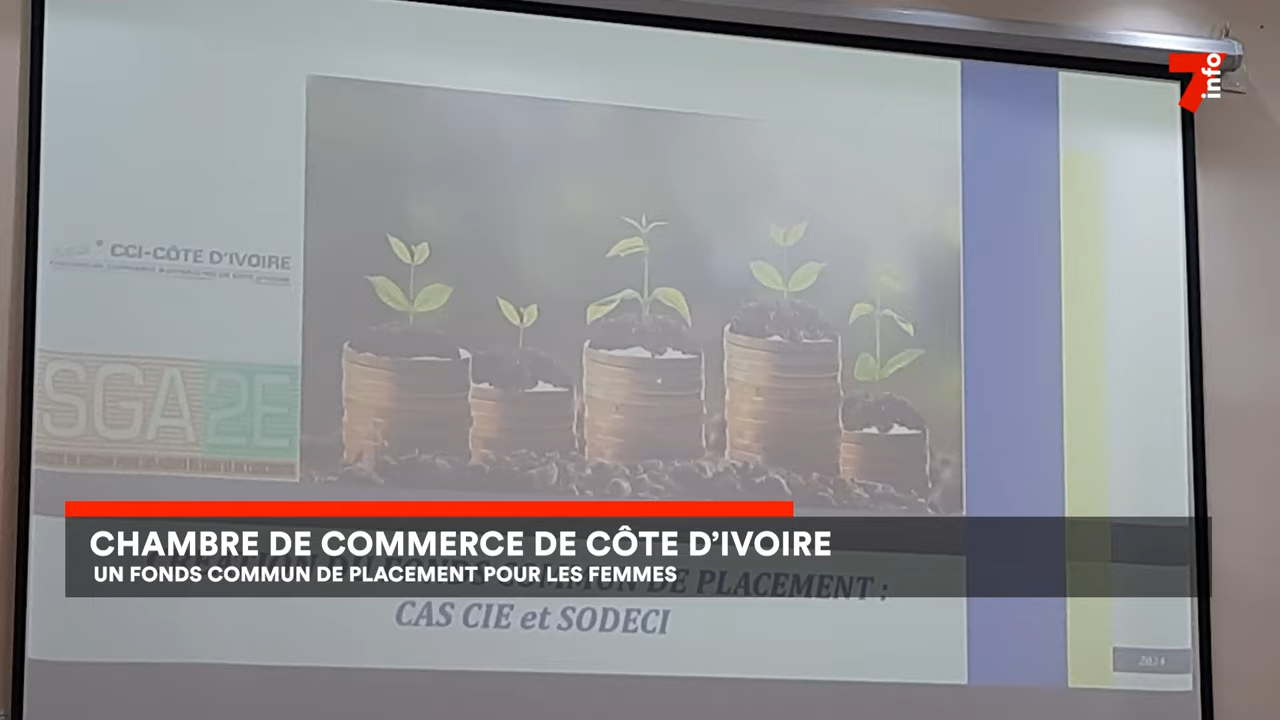 7info
CCI-CÔTE D'IVOIRE
SGA2E
CHAMBRE DE COMMERCE DE CÔTE D'IVOIRE
UN FONDS COMMUN DE PLACEMENT POUR LES FEMMES
DE PLACEMENT :
CAS CIE et SODECI
2024